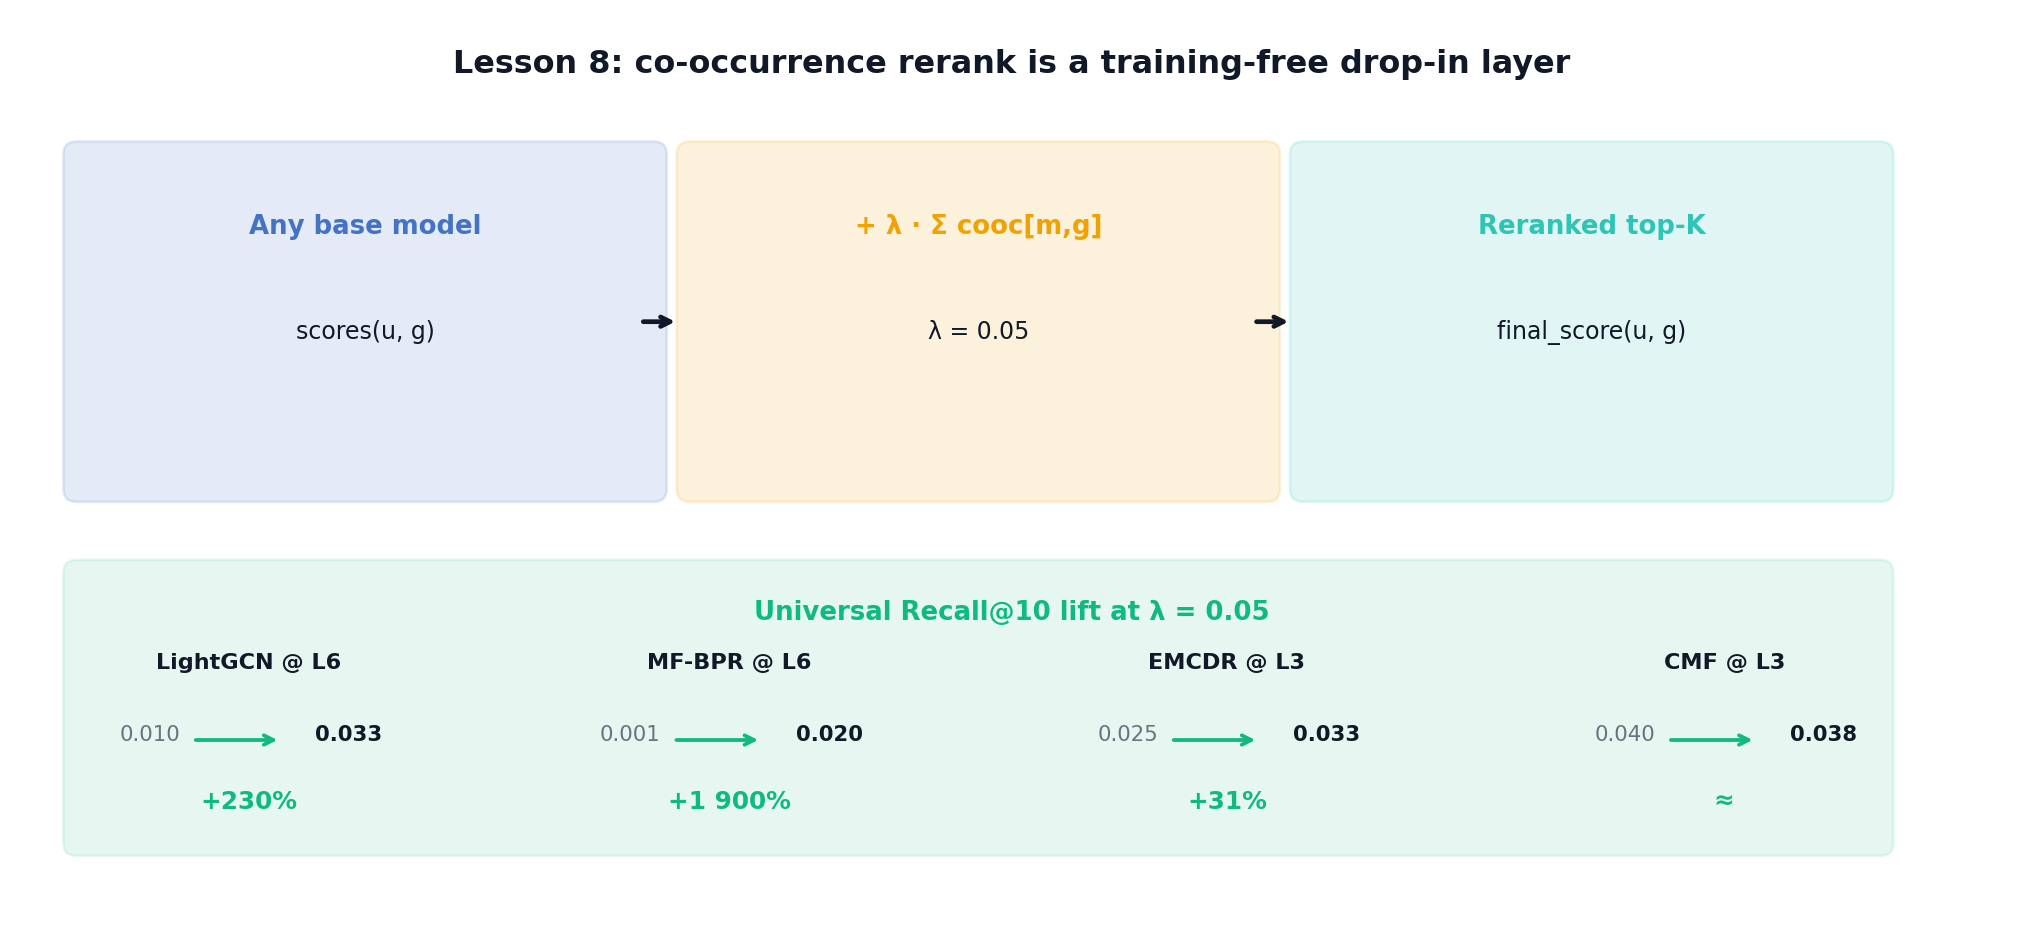 Lesson 8: co-occurrence rerank is a training-free drop-in layer
Any base model
scores(u, g)
+ λ · Σ cooc[m,g]
λ = 0.05
Reranked top-K
final_score(u, g)
Universal Recall@10 lift at λ = 0.05
LightGCN @ L6
0.010 0.033
+230%
MF-BPR @ L6
0.001 0.020
+1 900%
EMCDR @ L3
0.025 0.033
+31%
CMF @ L3
0.040 0.038
≈